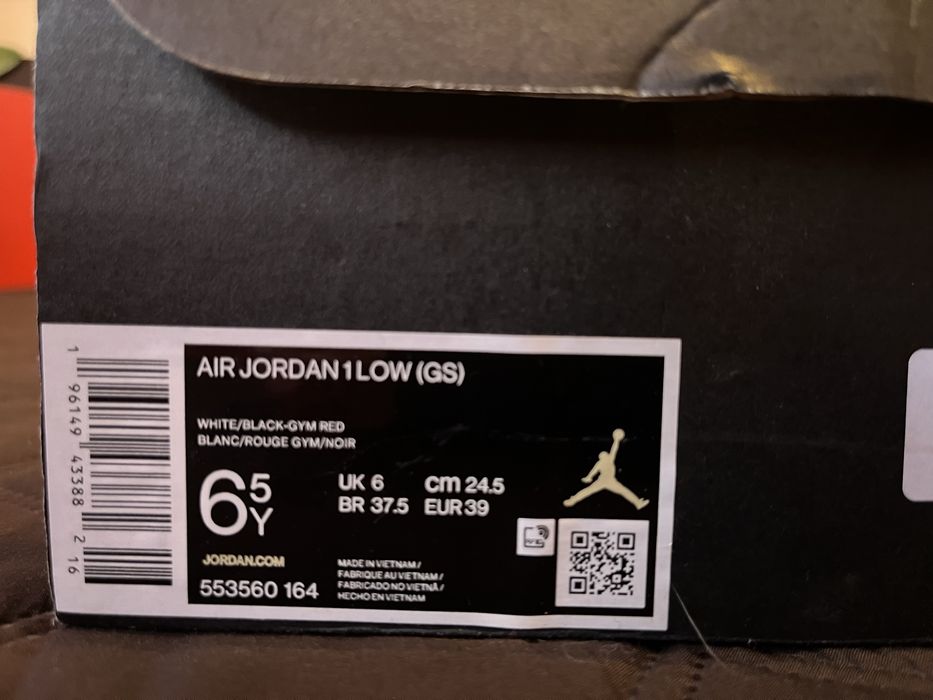 AIR JORDAN 1 LOW (GS)
WHITE/BLACK-GYM RED
BLANC/ROUGE GYM/NOIR
6 5 Y
UK 6 cm 24.5
BR 37.5 EUR 39
JORDAN.COM
553560 164
MADE IN VIETNAM /
FABRIQUE AU VIETNAM /
FABRICADO NO VIETNÃ /
HECHO EN VIETNAM
1 96149 43388 2 16